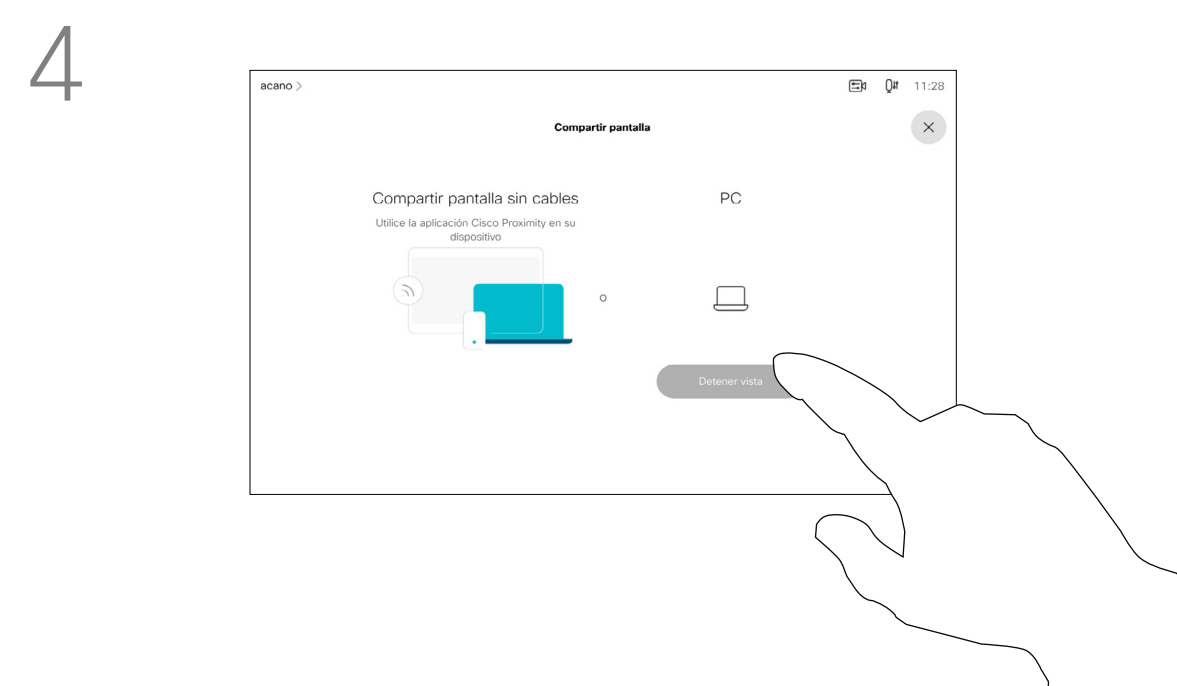 4
acano >
11:28
Compartir pantalla
Compartir pantalla sin cables
Utilice la aplicación Cisco Proximity en su
dispositivo
o
PC
Detener vista